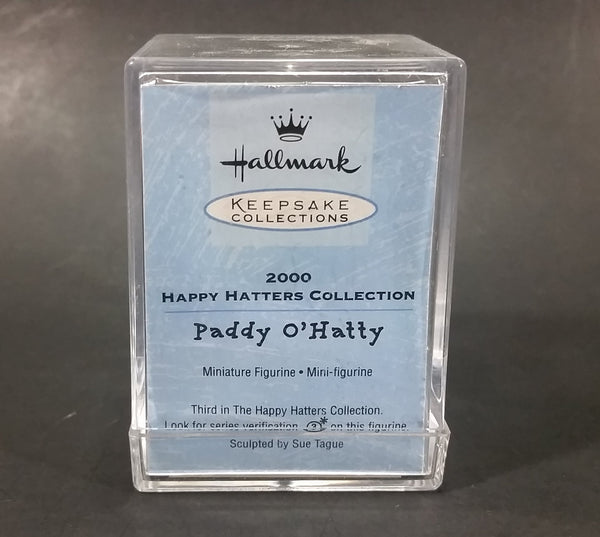 Hallmark
KEEPSAKE
COLLECTIONS
2000
HAPPY HATTERS COLLECTION
Paddy O'Hatty
Miniature Figurine • Mini-figurine
Third in The Happy Hatters Collection.
Look for series verification 3 on this figurine.
Sculpted by Sue Tague